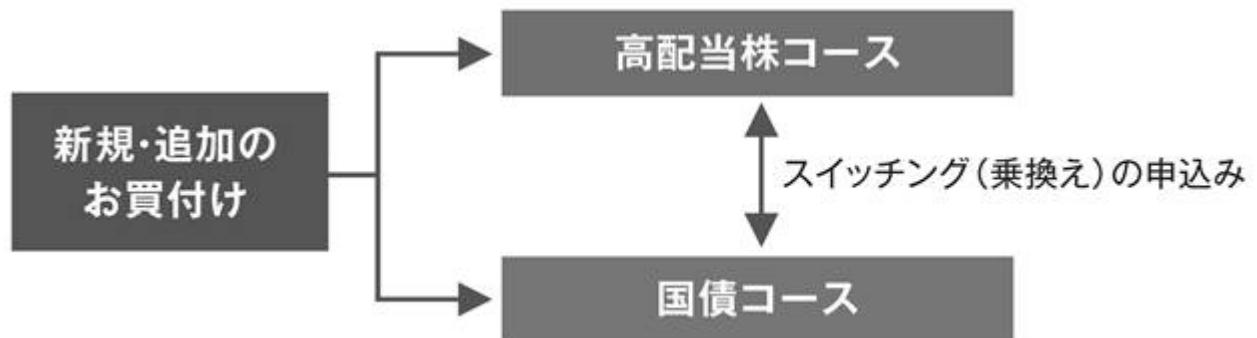 高配当株コース
新規・追加の
お買付け
スイッチング(乗換え)の申込み
国債コース